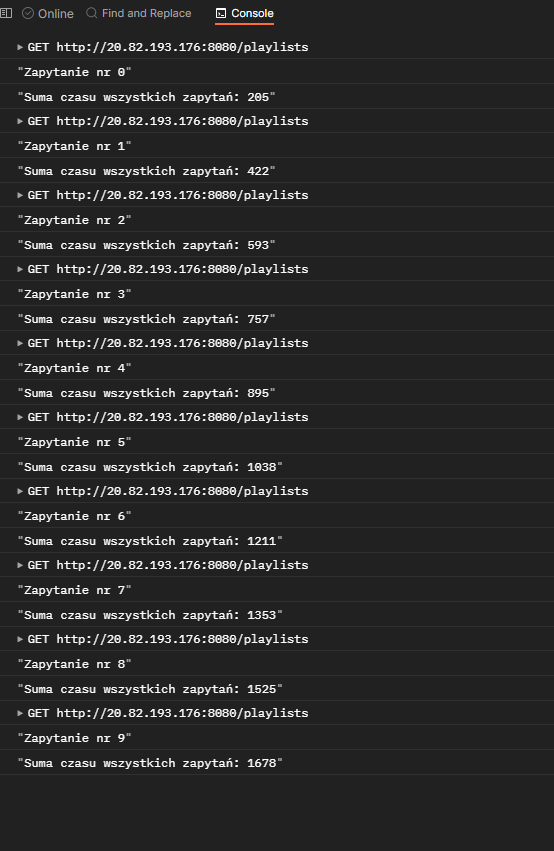 Online Find and Replace Console
▸ GET http://20.82.193.176:8080/playlists
"Zapytanie nr 0"
"Suma czasu wszystkich zapytań: 205"
▸ GET http://20.82.193.176:8080/playlists
"Zapytanie nr 1"
"Suma czasu wszystkich zapytań: 422"
▸ GET http://20.82.193.176:8080/playlists
"Zapytanie nr 2"
"Suma czasu wszystkich zapytań: 593"
▸ GET http://20.82.193.176:8080/playlists
"Zapytanie nr 3"
"Suma czasu wszystkich zapytań: 757"
▸ GET http://20.82.193.176:8080/playlists
"Zapytanie nr 4"
"Suma czasu wszystkich zapytań: 895"
▸ GET http://20.82.193.176:8080/playlists
"Zapytanie nr 5"
"Suma czasu wszystkich zapytań: 1038"
▸ GET http://20.82.193.176:8080/playlists
"Zapytanie nr 6"
"Suma czasu wszystkich zapytań: 1211"
▸ GET http://20.82.193.176:8080/playlists
"Zapytanie nr 7"
"Suma czasu wszystkich zapytań: 1353"
▸ GET http://20.82.193.176:8080/playlists
"Zapytanie nr 8"
"Suma czasu wszystkich zapytań: 1525"
▸ GET http://20.82.193.176:8080/playlists
"Zapytanie nr 9"
"Suma czasu wszystkich zapytań: 1678"